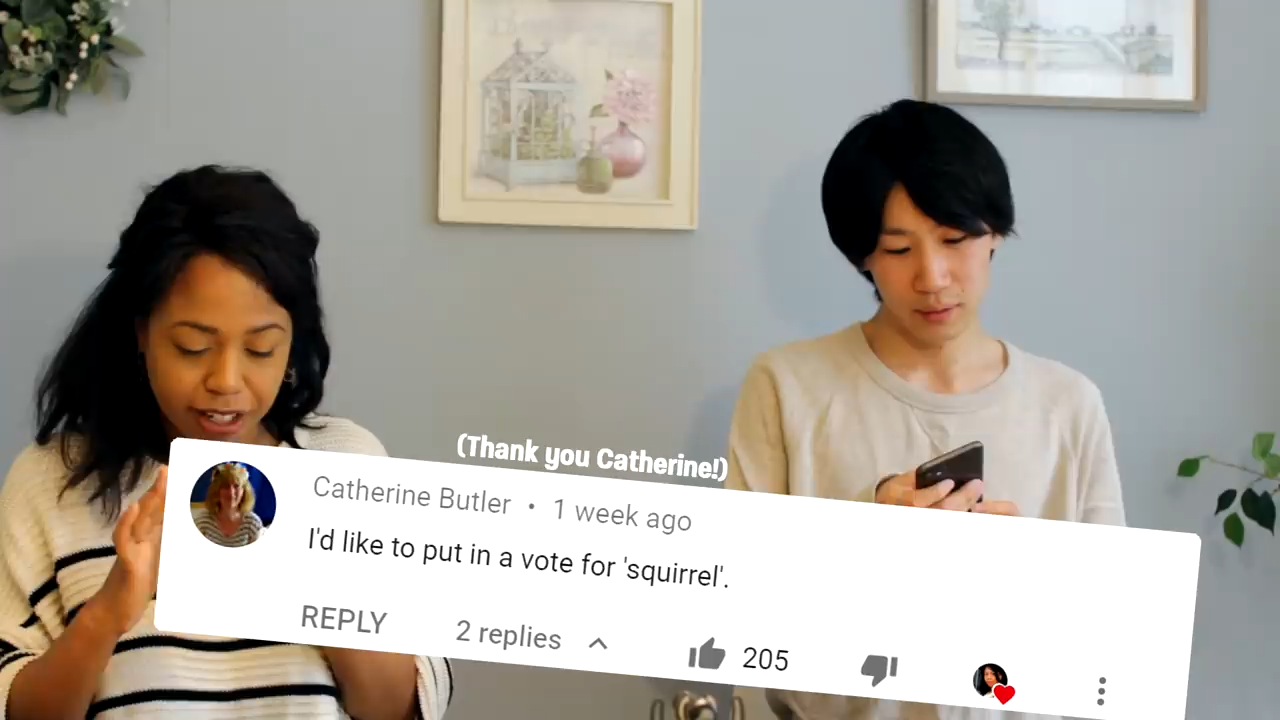 (Thank you Catherine!)
Catherine Butler • 1 week ago
I'd like to put in a vote for 'squirrel'.
REPLY 2 replies 205